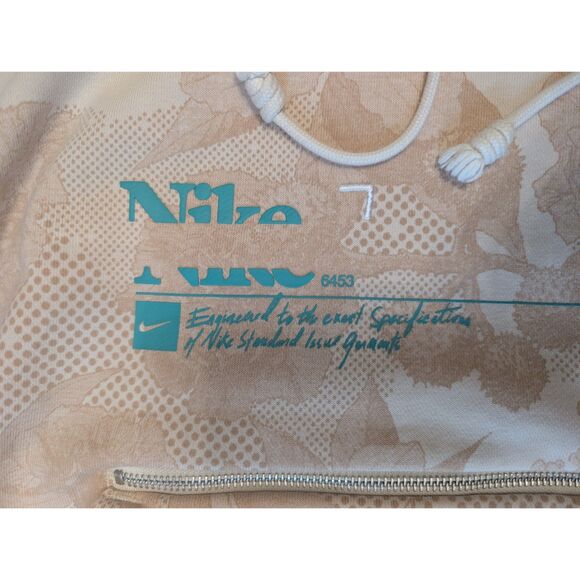 Nike
Nike
6453
Engineered to the exact Specifications
of Nike Standard Issue garments